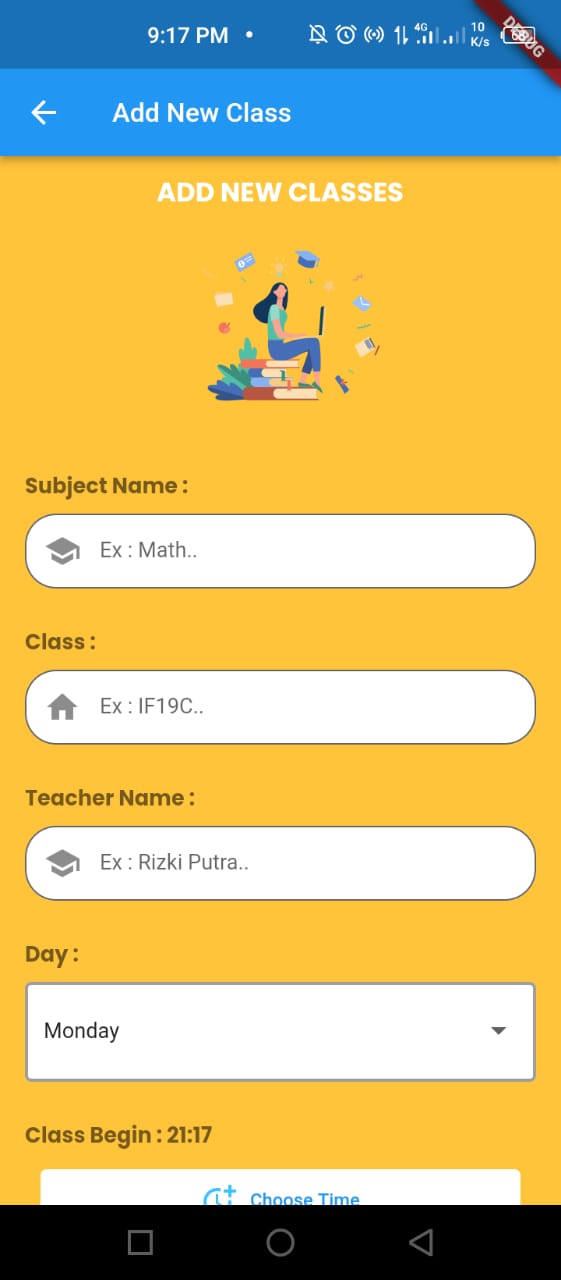 9:17 PM
4G
10
K/s
68
DEBUG
Add New Class
ADD NEW CLASSES
Subject Name :
Ex : Math..
Class :
Ex : IF19C..
Teacher Name :
Ex : Rizki Putra..
Day :
Monday
Class Begin : 21:17
Choose Time